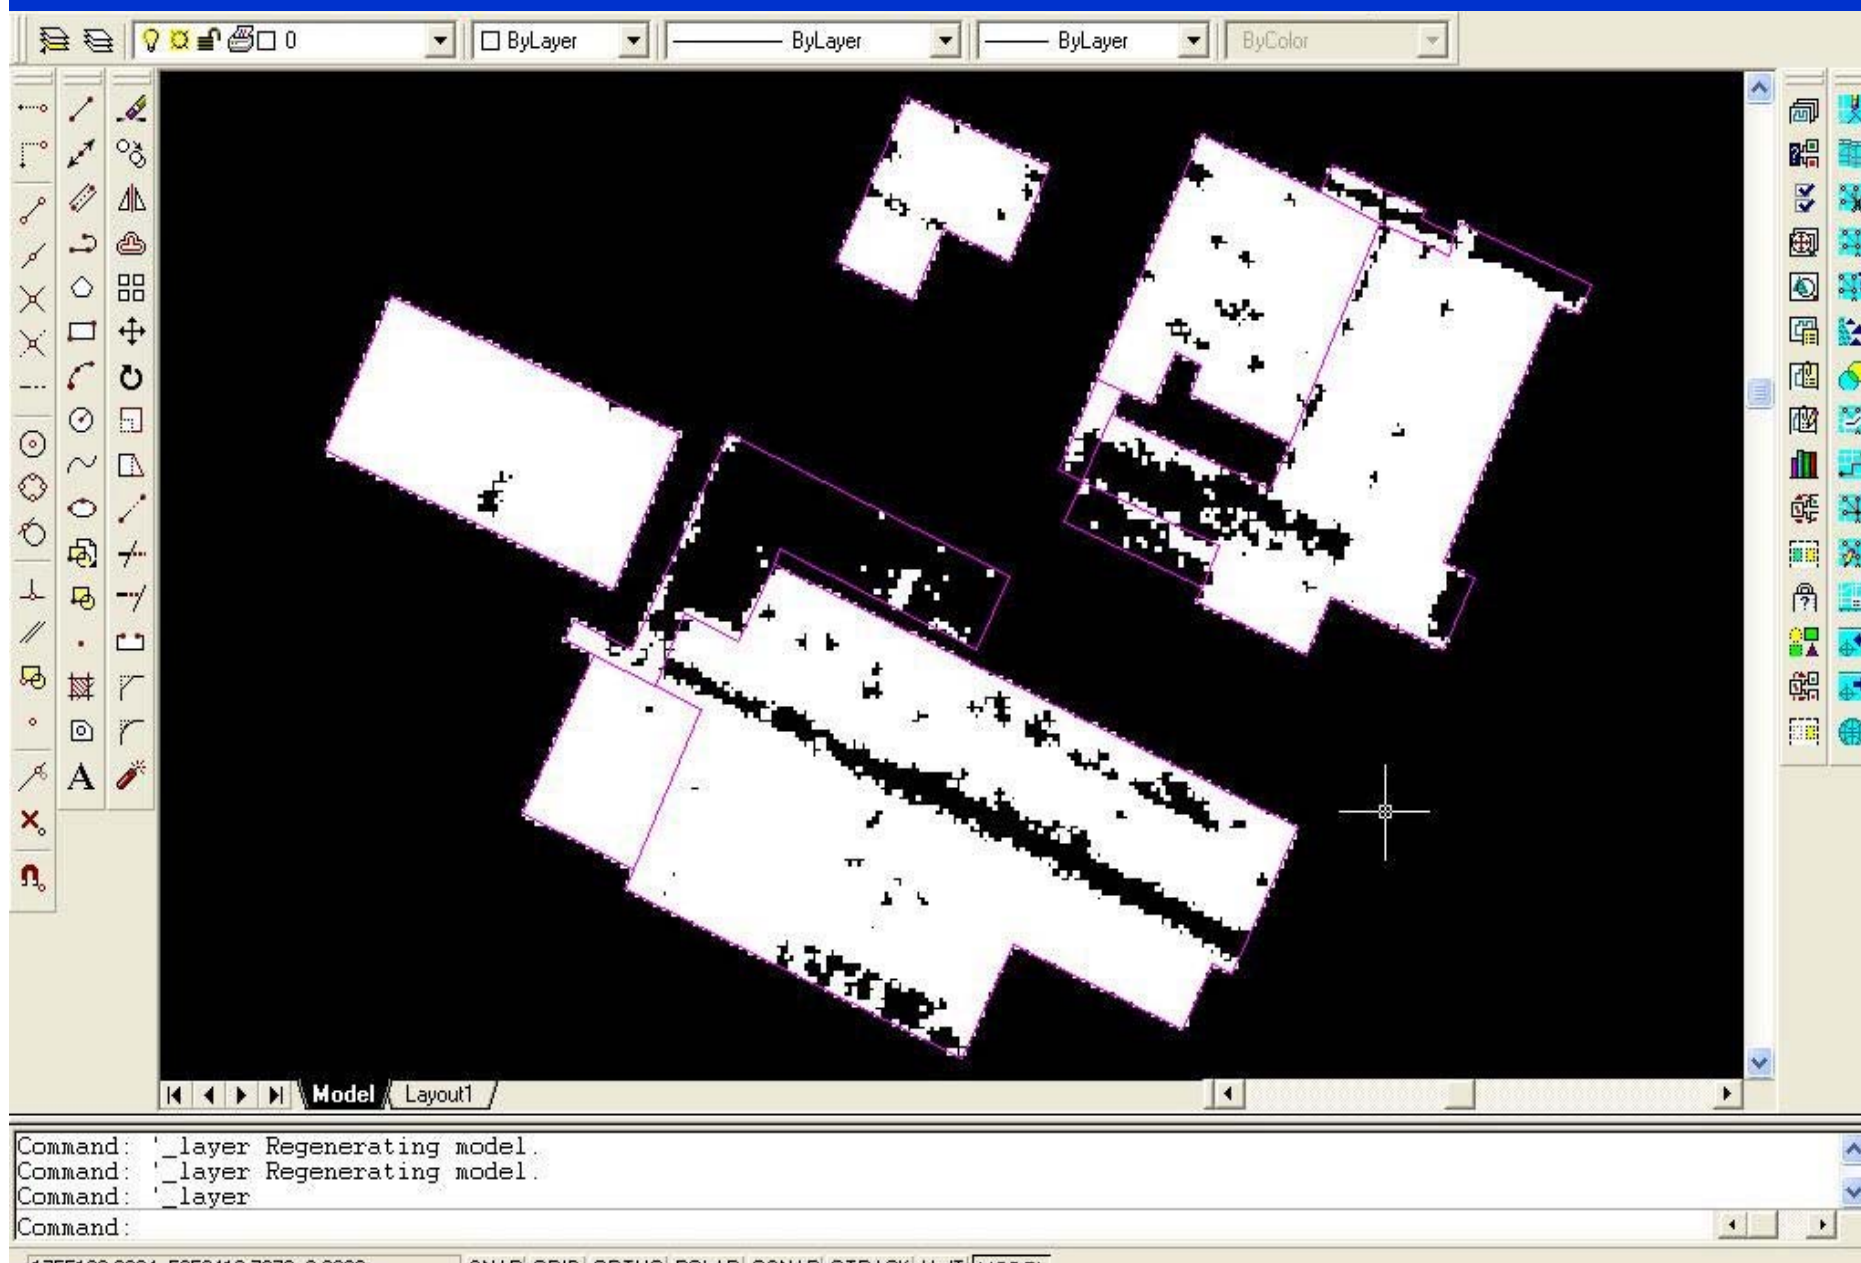 0 ByLayer ByLayer ByLayer ByColor
A
Model Layout1
Command: '_layer Regenerating model.
Command: '_layer Regenerating model.
Command: '_layer
Command: